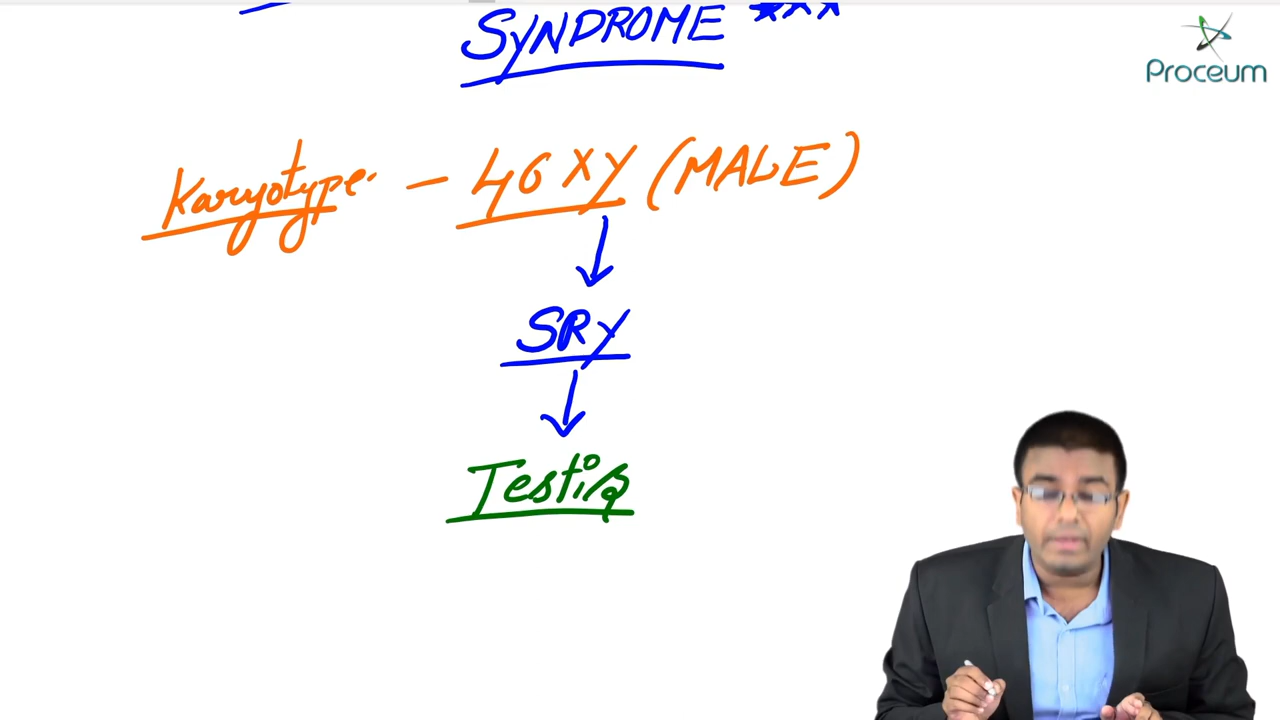 SYNDROME ***
Proceum
Karyotype - 46 XY (MALE)
SRY
Testis